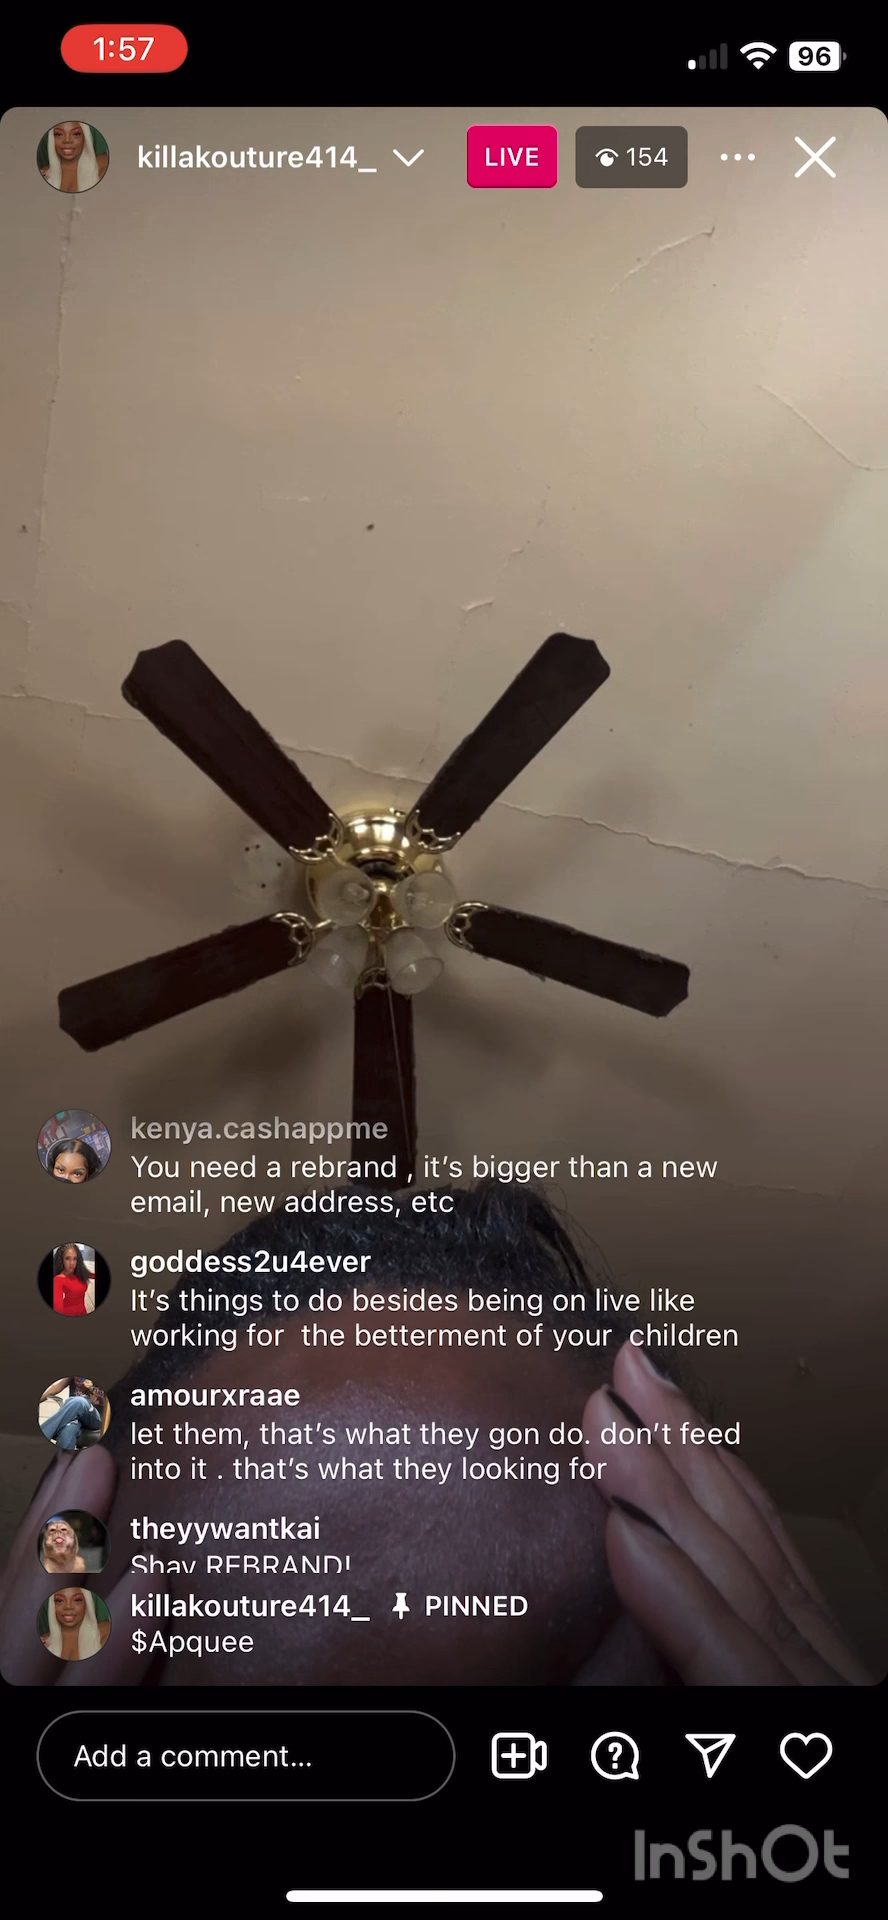 1:57
96
killakouture414_
LIVE
154
kenya.cashappme
You need a rebrand , it’s bigger than a new
email, new address, etc
goddess2u4ever
It’s things to do besides being on live like
working for  the betterment of your  children
amourxraae
let them, that’s what they gon do. don’t feed
into it . that’s what they looking for
theyywantkai
Shay REBRAND!
killakouture414_ PINNED
$Apquee
Add a comment...
InShOt